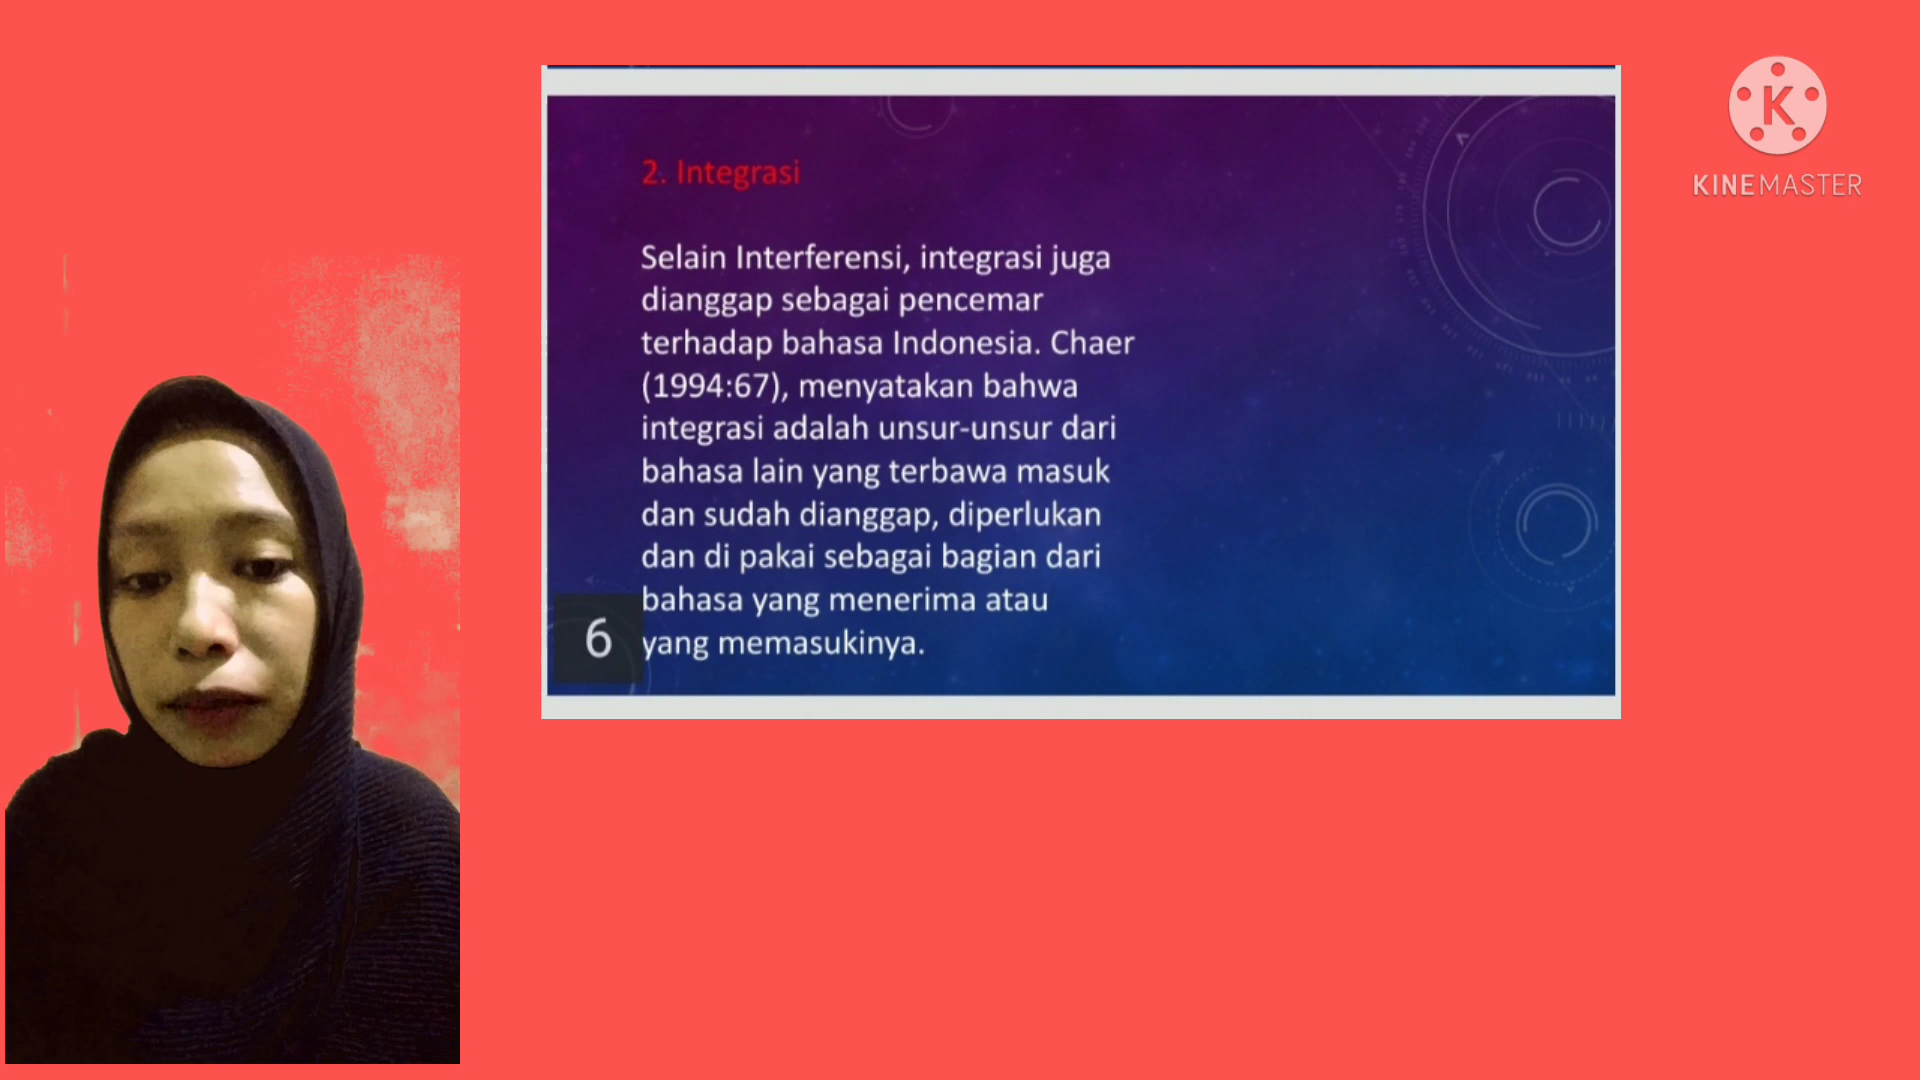 2. Integrasi
Selain Interferensi, integrasi juga
dianggap sebagai pencemar
terhadap bahasa Indonesia. Chaer
(1994:67), menyatakan bahwa
integrasi adalah unsur-unsur dari
bahasa lain yang terbawa masuk
dan sudah dianggap, diperlukan
dan di pakai sebagai bagian dari
bahasa yang menerima atau
yang memasukinya.
6
K
KINEMASTER